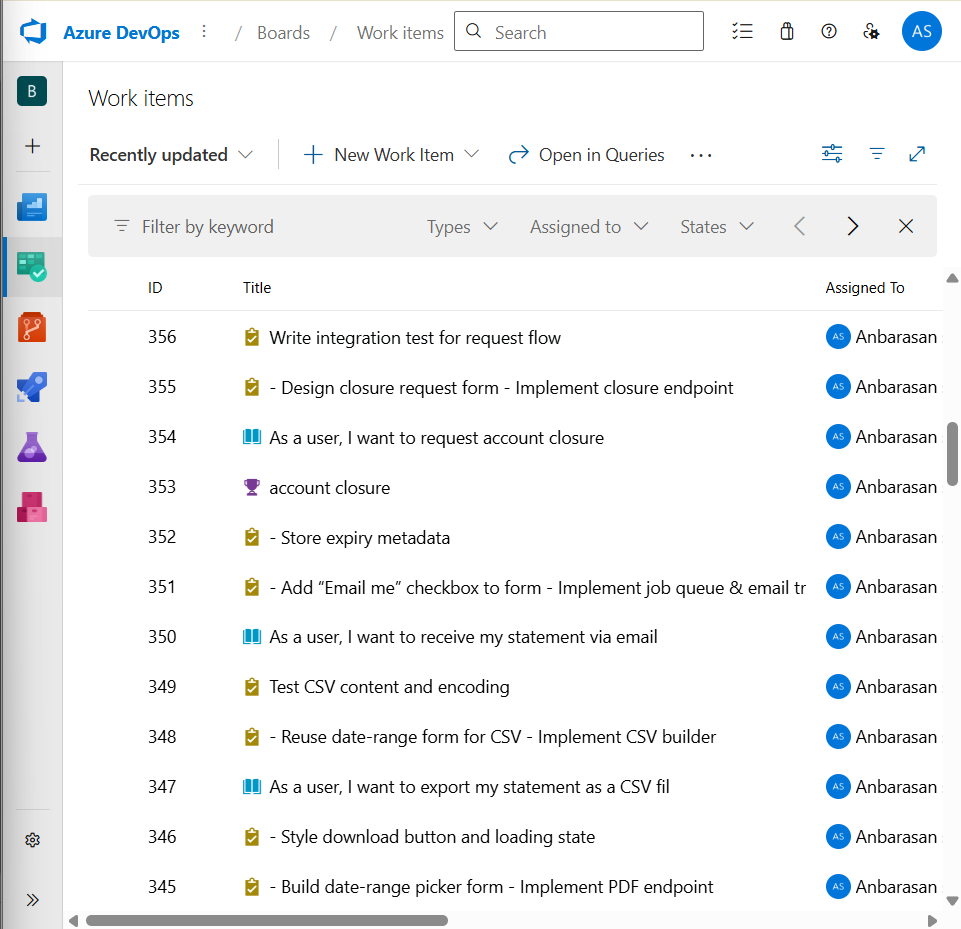 Azure DevOps / Boards / Work items Search AS
B
Work items
Recently updated New Work Item Open in Queries
Filter by keyword Types Assigned to States
ID Title Assigned To
356 Write integration test for request flow AS Anbarasan
355 - Design closure request form - Implement closure endpoint AS Anbarasan
354 As a user, I want to request account closure AS Anbarasan
353 account closure AS Anbarasan
352 - Store expiry metadata AS Anbarasan
351 - Add “Email me” checkbox to form - Implement job queue & email tr AS Anbarasan
350 As a user, I want to receive my statement via email AS Anbarasan
349 Test CSV content and encoding AS Anbarasan
348 - Reuse date-range form for CSV - Implement CSV builder AS Anbarasan
347 As a user, I want to export my statement as a CSV fil AS Anbarasan
346 - Style download button and loading state AS Anbarasan
345 - Build date-range picker form - Implement PDF endpoint AS Anbarasan